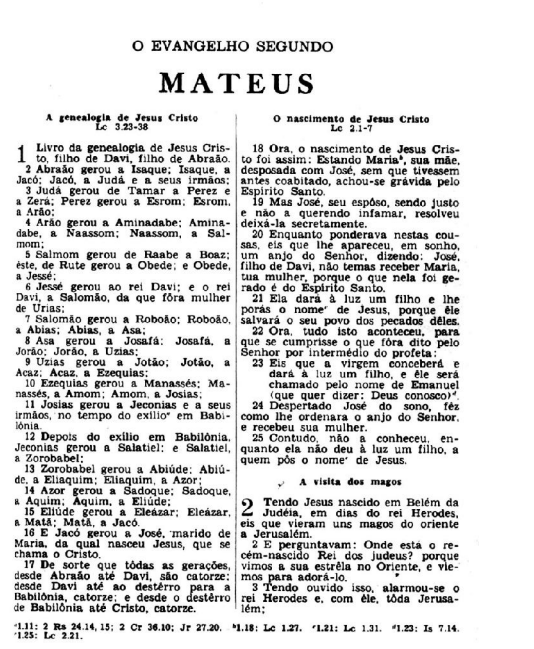 O EVANGELHO SEGUNDO
MATEUS
A genealogia de Jesus Cristo
Lc 3.23-38
1 Livro da genealogia de Jesus Cris-
to, filho de Davi, filho de Abraão.
2 Abraão gerou a Isaque; Isaque, a
Jacó; Jacó, a Judá e a seus irmãos;
3 Judá gerou de Tamar a Perez e
a Zerá; Perez gerou a Esrom; Esrom,
a Arão;
4 Arão gerou a Aminadabe; Amina-
dabe, a Naassom; Naassom, a Sal-
mom;
5 Salmom gerou de Raabe a Boaz;
êste, de Rute gerou a Obede; e Obede,
a Jessé;
6 Jessé gerou ao rei Davi; e o rei
Davi, a Salomão, da que fôra mulher
de Urias;
7 Salomão gerou a Roboão; Roboão,
a Abias; Abias, a Asa;
8 Asa gerou a Josafá; Josafá, a
Jorão; Jorão, a Uzias;
9 Uzias gerou a Jotão; Jotão, a
Acaz; Acaz, a Ezequias;
10 Ezequias gerou a Manassés; Ma-
nassés, a Amom; Amom, a Josias;
11 Josias gerou a Jeconias e a seus
irmãos, no tempo do exílioª em Babi-
lônia.
12 Depois do exílio em Babilônia,
Jeconias gerou a Salatiel; e Salatiel,
a Zorobabel;
13 Zorobabel gerou a Abiúde; Abiú-
de, a Eliaquim; Eliaquim, a Azor;
14 Azor gerou a Sadoque; Sadoque,
a Aquim; Aquim, a Eliúde;
15 Eliúde gerou a Eleázar; Eleázar,
a Matã; Matã, a Jacó.
16 E Jacó gerou a José, marido de
Maria, da qual nasceu Jesus, que se
chama o Cristo.
17 De sorte que tôdas as gerações,
desde Abraão até Davi, são catorze;
desde Davi até ao destêrro para a
Babilônia, catorze; e desde o destêrro
de Babilônia até Cristo, catorze.
O nascimento de Jesus Cristo
Lc 2.1-7
18 Ora, o nascimento de Jesus Cris-
to foi assim: Estando Mariaᵇ, sua mãe,
desposada com José, sem que tivessem
antes coabitado, achou-se grávida pelo
Espírito Santo.
19 Mas José, seu espôso, sendo justo
e não a querendo infamar, resolveu
deixá-la secretamente.
20 Enquanto ponderava nestas cou-
sas, eis que lhe apareceu, em sonho,
um anjo do Senhor, dizendo: José,
filho de Davi, não temas receber Maria,
tua mulher, porque o que nela foi ge-
rado é do Espírito Santo.
21 Ela dará à luz um filho e lhe
porás o nomeᶜ de Jesus, porque êle
salvará o seu povo dos pecados dêles.
22 Ora, tudo isto aconteceu, para
que se cumprisse o que fôra dito pelo
Senhor por intermédio do profeta:
23 Eis que a virgem conceberá e
dará à luz um filho, e êle será
chamado pelo nome de Emanuel
(que quer dizer: Deus conosco)ᵈ.
24 Despertado José do sono, fêz
como lhe ordenara o anjo do Senhor,
e recebeu sua mulher.
25 Contudo, não a conheceu, en-
quanto ela não deu à luz um filho, a
quem pôs o nomeᵉ de Jesus.
A visita dos magos
2 Tendo Jesus nascido em Belém da
Judéia, em dias do rei Herodes,
eis que vieram uns magos do oriente
a Jerusalém.
2 E perguntavam: Onde está o re-
cém-nascido Rei dos judeus? porque
vimos a sua estrêla no Oriente, e vie-
mos para adorá-lo.
3 Tendo ouvido isso, alarmou-se o
rei Herodes e, com êle, tôda Jerusa-
lém;
ª1.11: 2 Rs 24.14, 15; 2 Cr 36.10; Jr 27.20. ᵇ1.18: Lc 1.27. ᶜ1.21: Lc 1.31. ᵈ1.23: Is 7.14.
ᵉ1.25: Lc 2.21.